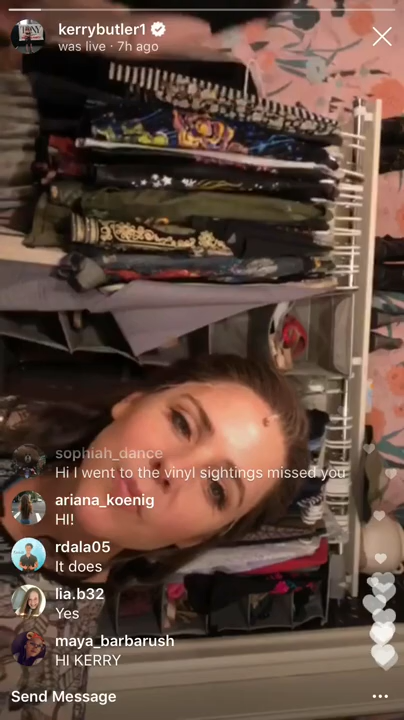 kerrybutler1
was live · 7h ago
sophiah_dance
Hi I went to the vinyl sightings missed you
ariana_koenig
HI!
rdala05
It does
lia.b32
Yes
maya_barbarush
HI KERRY
Send Message